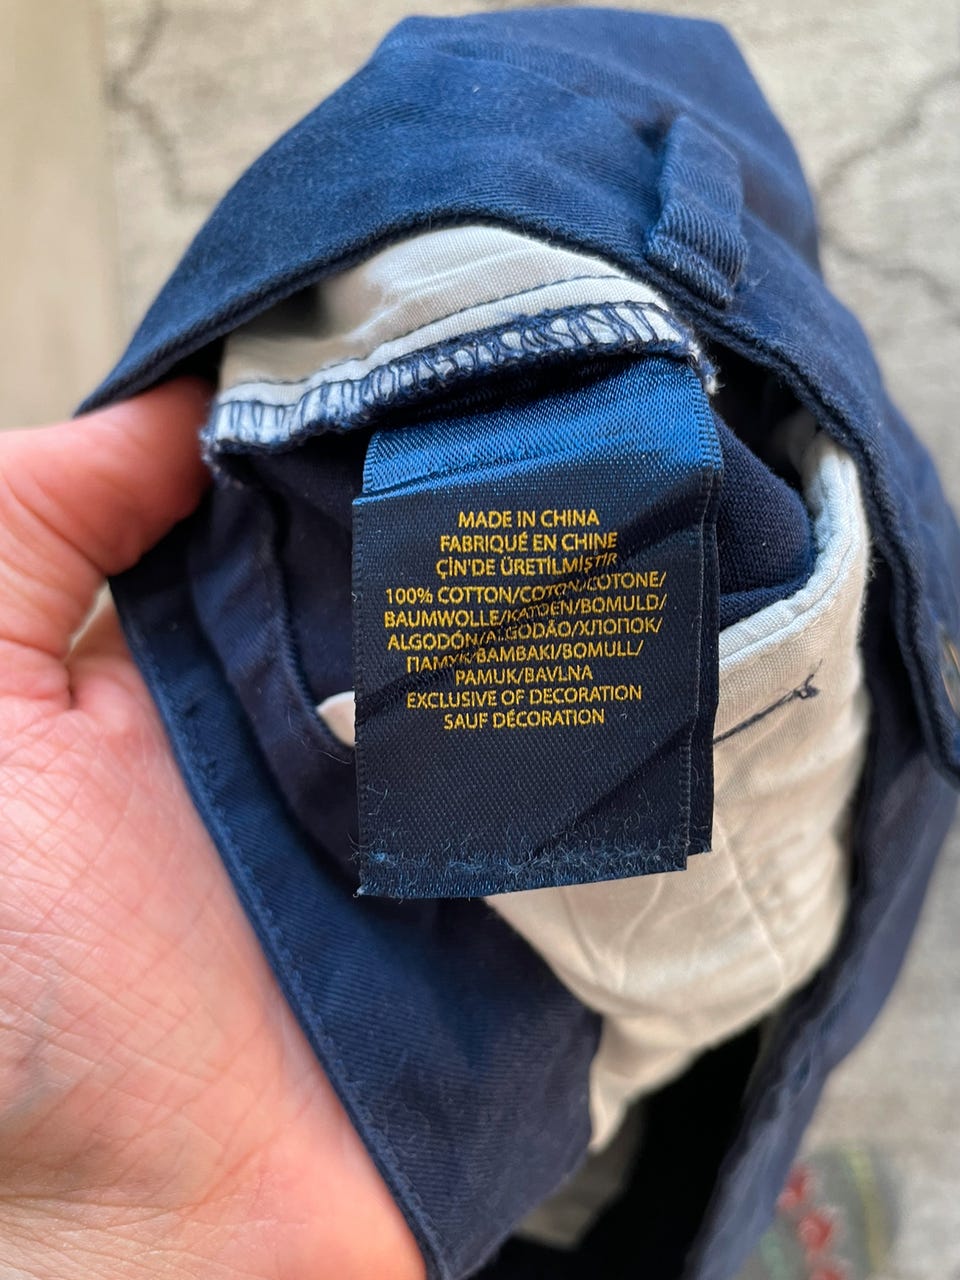 MADE IN CHINA
FABRIQUÉ EN CHINE
ÇİN'DE ÜRETİLMİŞTİR
100% COTTON/COTON/COTONE/
BAUMWOLLE/KATOEN/BOMULD/
ALGODÓN/ALGODÃO/ХЛОПОК/
ПАМУК/BAMBAKI/BOMULL/
PAMUK/BAVLNA
EXCLUSIVE OF DECORATION
SAUF DÉCORATION